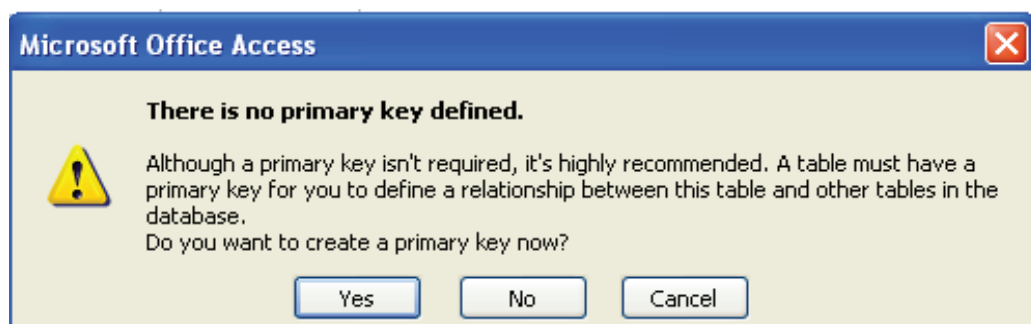 Microsoft Office Access
There is no primary key defined.
Although a primary key isn't required, it's highly recommended. A table must have a
primary key for you to define a relationship between this table and other tables in the
database.
Do you want to create a primary key now?
Yes No Cancel